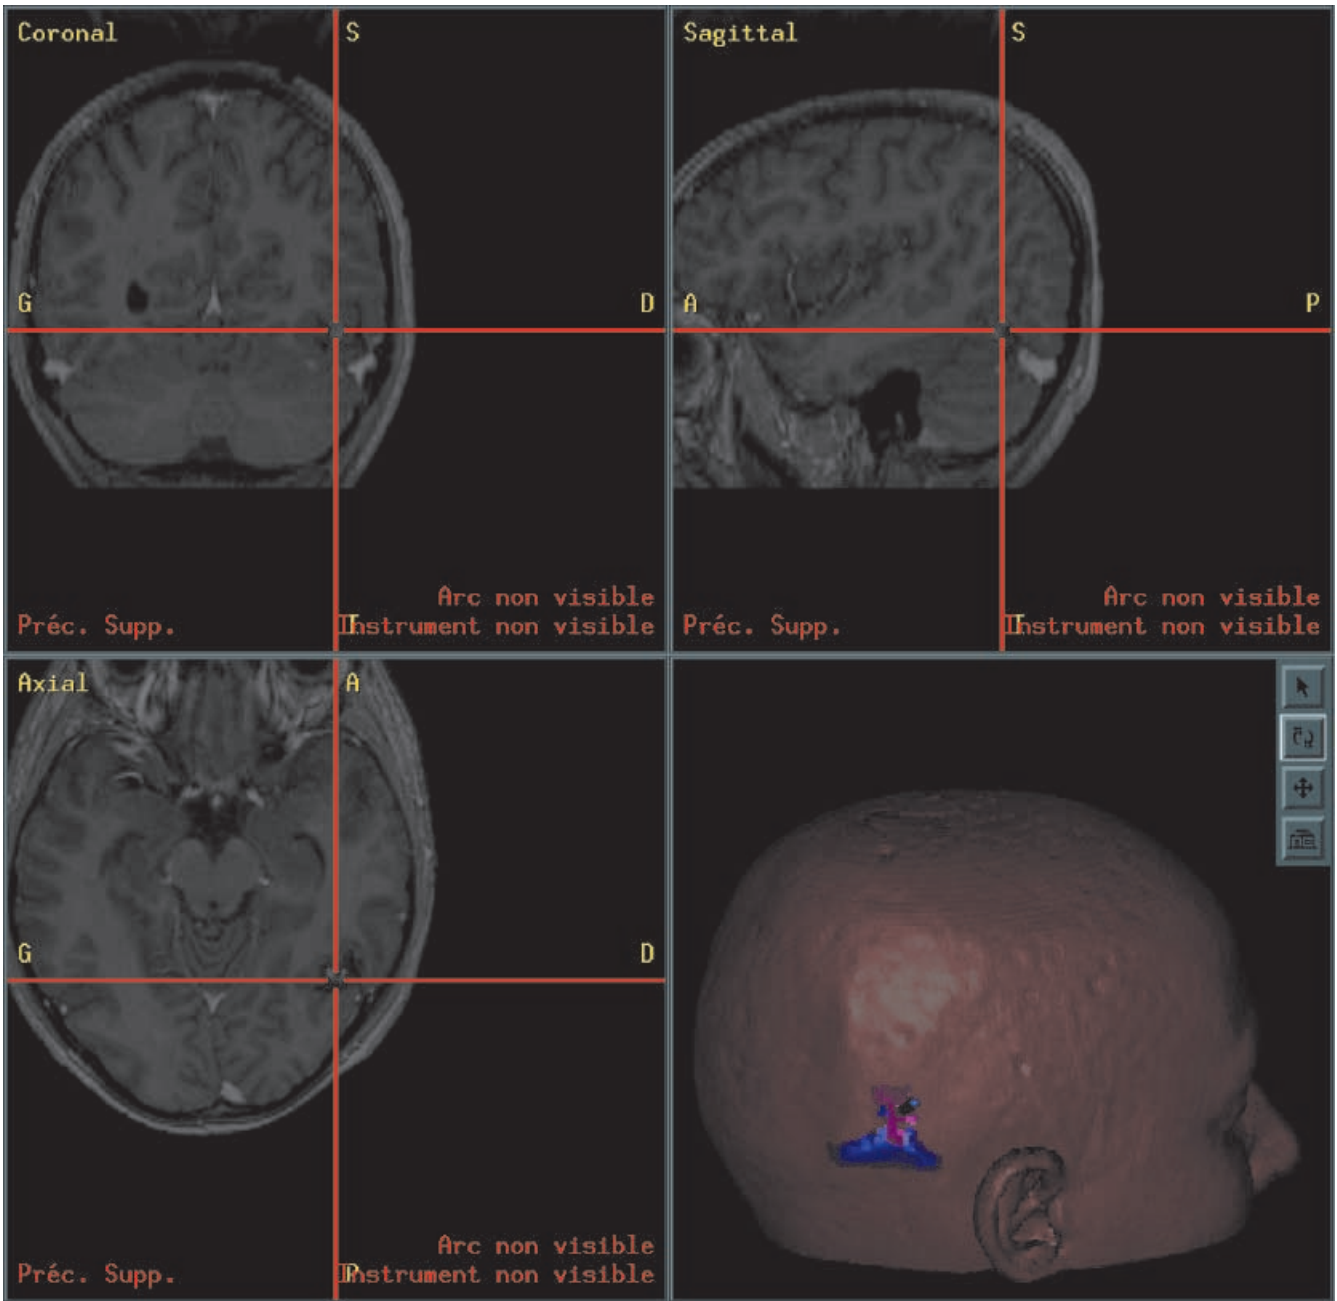 Coronal
S
G
D
Arc non visible
Préc. Supp.
Instrument non visible
Sagittal
S
A
P
Arc non visible
Préc. Supp.
Instrument non visible
Axial
A
G
D
Arc non visible
Préc. Supp.
Instrument non visible